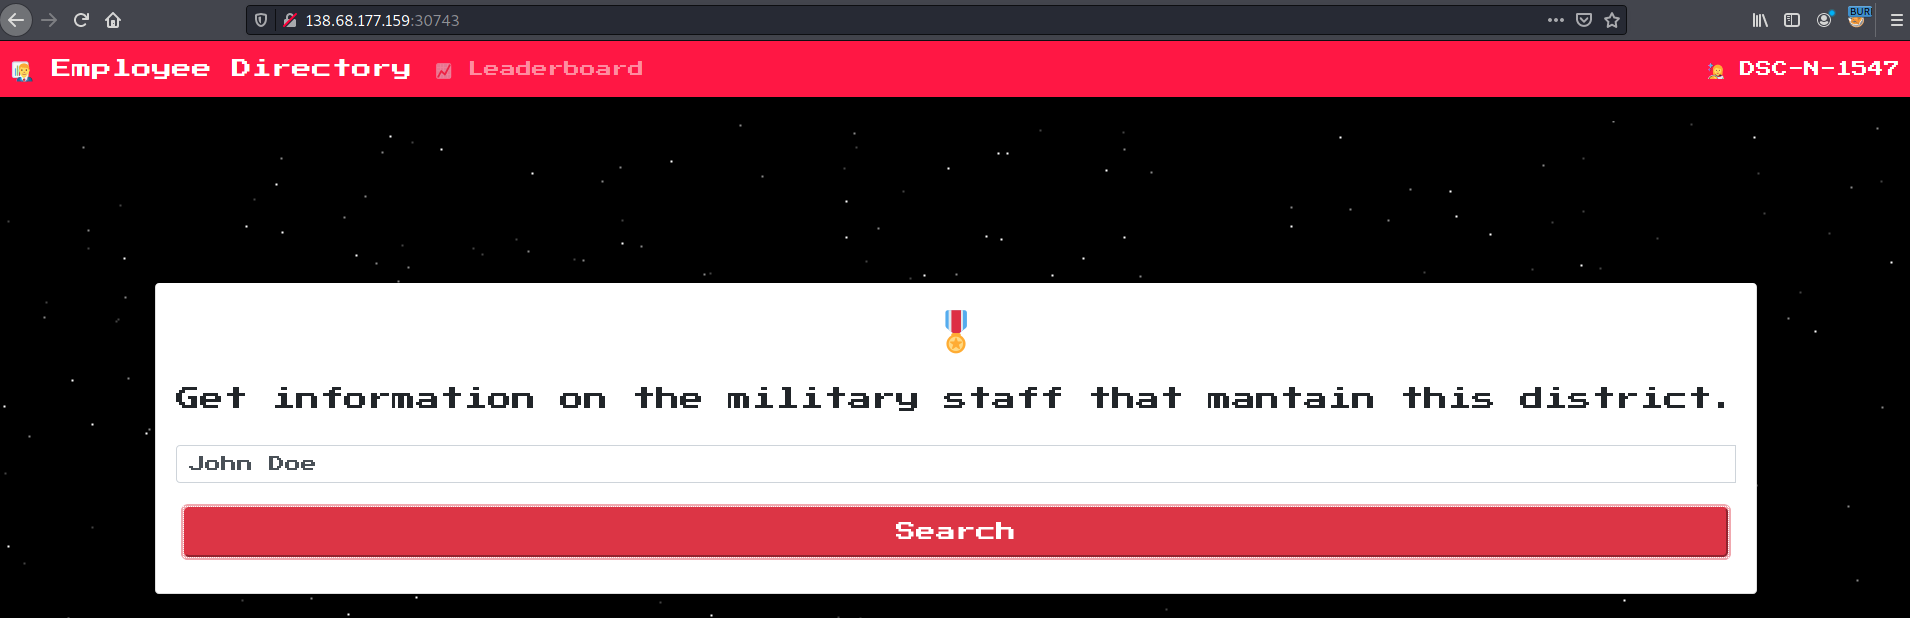 138.68.177.159:30743
BURI
Employee Directory Leaderboard DSC-N-1547
Get information on the military staff that mantain this district.
John Doe
Search